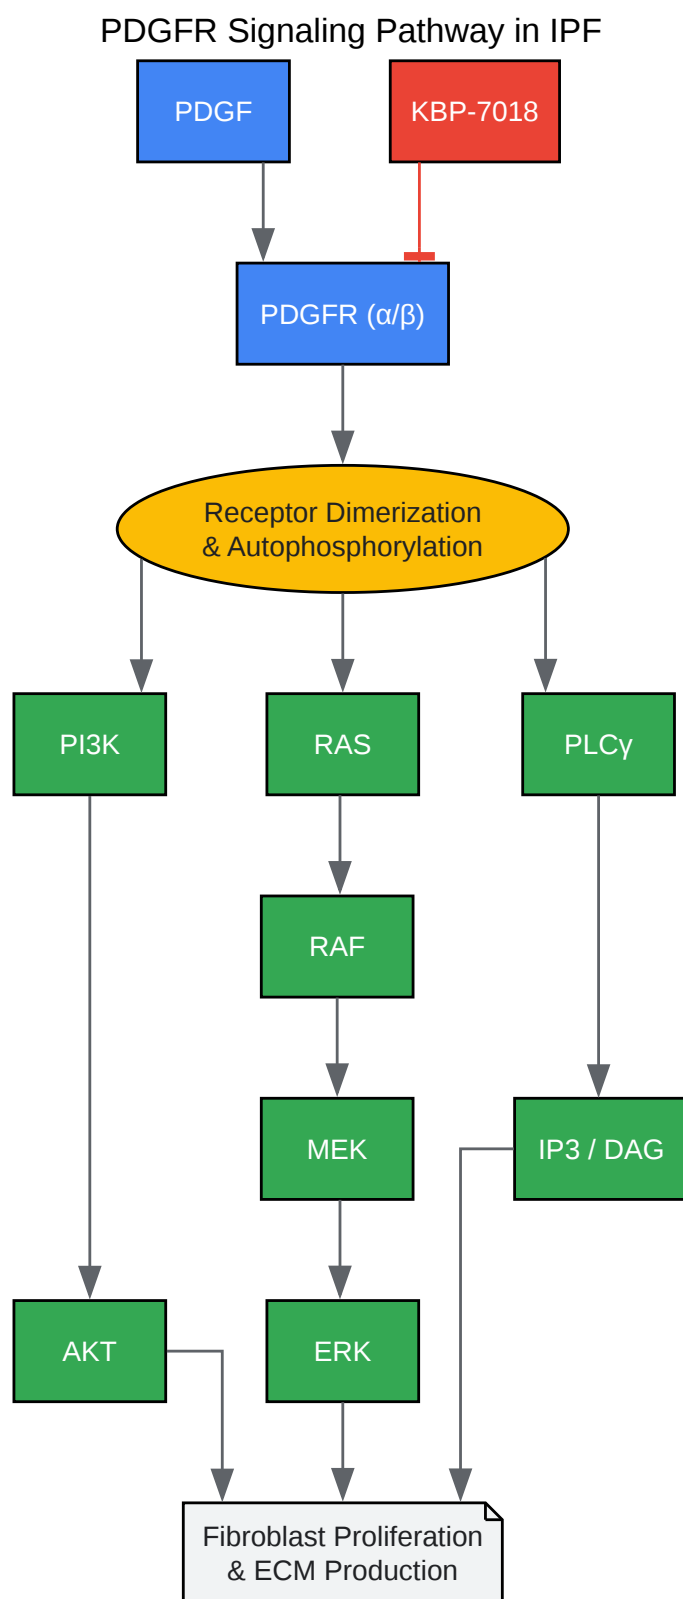 PDGFR Signaling Pathway in IPF
PDGF
KBP-7018
PDGFR (α/β)
Receptor Dimerization
& Autophosphorylation
PI3K
RAS
PLCγ
RAF
MEK
IP3 / DAG
AKT
ERK
Fibroblast Proliferation
& ECM Production